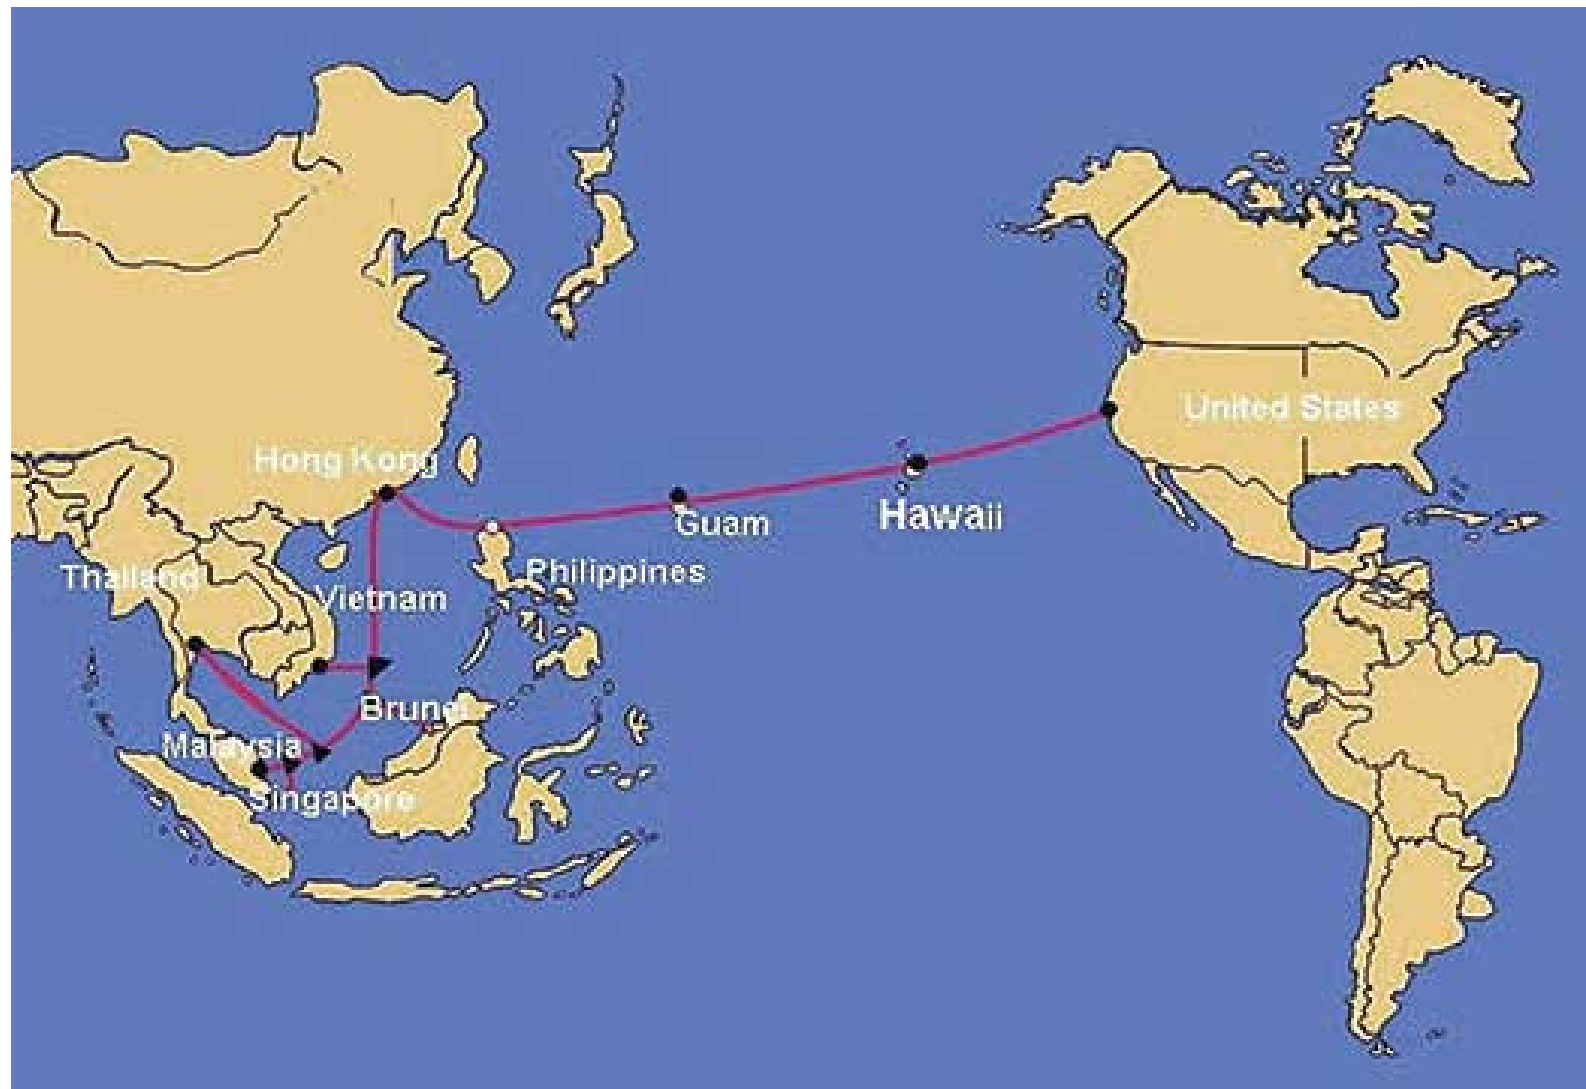 United States
Hong Kong
Hawaii
Guam
Philippines
Thailand
Vietnam
Brunei
Malaysia
Singapore